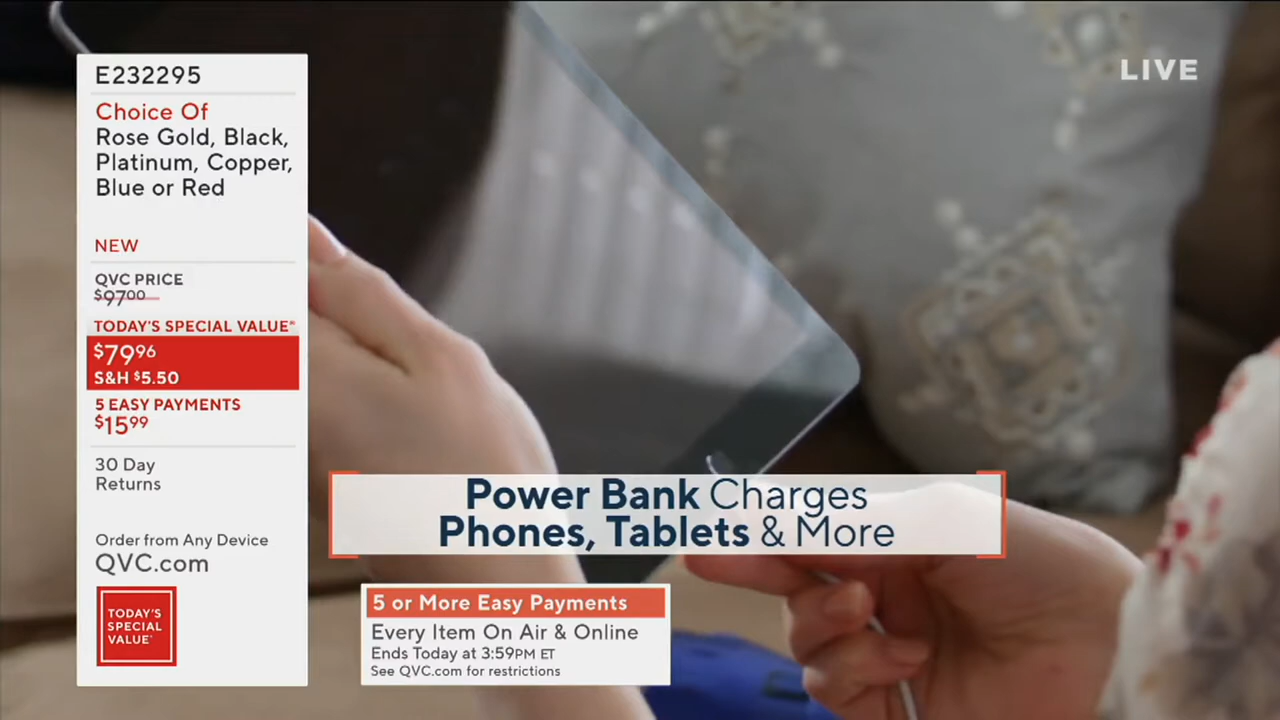 E232295
Choice Of
Rose Gold, Black,
Platinum, Copper,
Blue or Red
NEW
QVC PRICE
$97.00
TODAY'S SPECIAL VALUE®
$79.96
S&H $5.50
5 EASY PAYMENTS
$15.99
30 Day
Returns
Order from Any Device
QVC.com
TODAY'S
SPECIAL
VALUE®
LIVE
Power Bank Charges
Phones, Tablets & More
5 or More Easy Payments
Every Item On Air & Online
Ends Today at 3:59PM ET
See QVC.com for restrictions